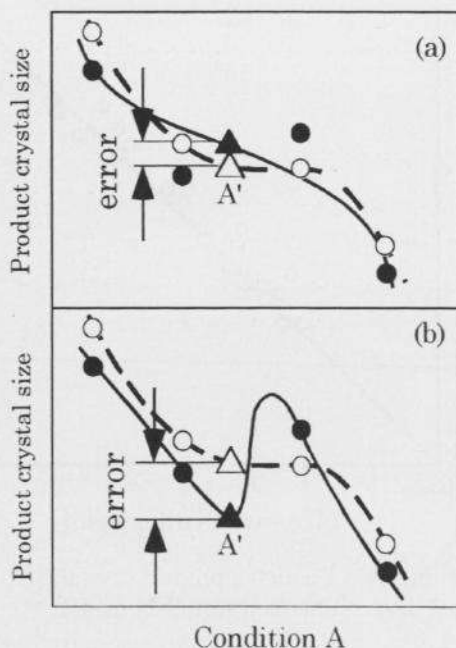 (a)
Product crystal size
error
A'
(b)
Product crystal size
error
A'
Condition A